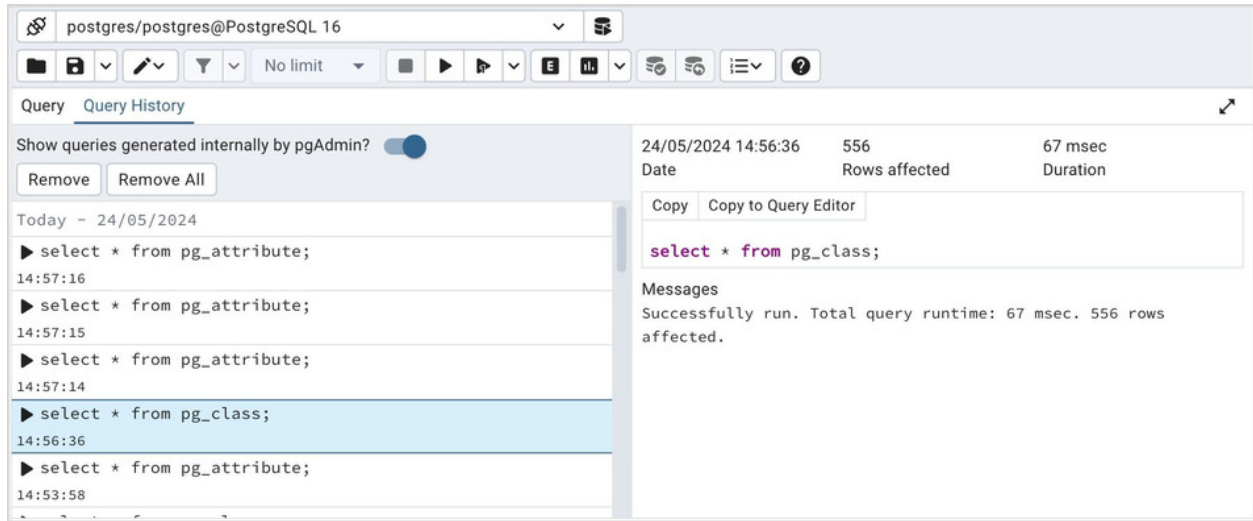 postgres/postgres@PostgreSQL 16
No limit
E
Query Query History
Show queries generated internally by pgAdmin?
Remove Remove All
Today - 24/05/2024
select * from pg_attribute;
14:57:16
select * from pg_attribute;
14:57:15
select * from pg_attribute;
14:57:14
select * from pg_class;
14:56:36
select * from pg_attribute;
14:53:58
24/05/2024 14:56:36 556 67 msec
Date Rows affected Duration
Copy Copy to Query Editor
select * from pg_class;
Messages
Successfully run. Total query runtime: 67 msec. 556 rows
affected.